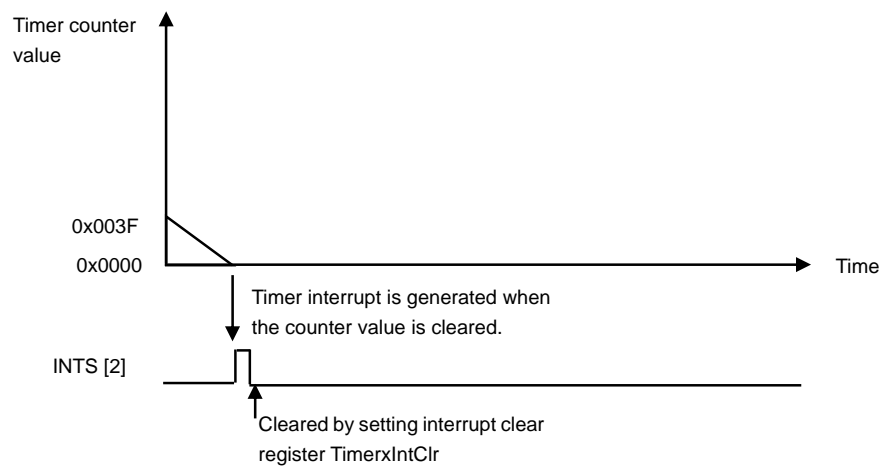 Timer counter
value
0x003F
0x0000
Time
Timer interrupt is generated when
the counter value is cleared.
INTS [2]
Cleared by setting interrupt clear
register TimerxIntClr